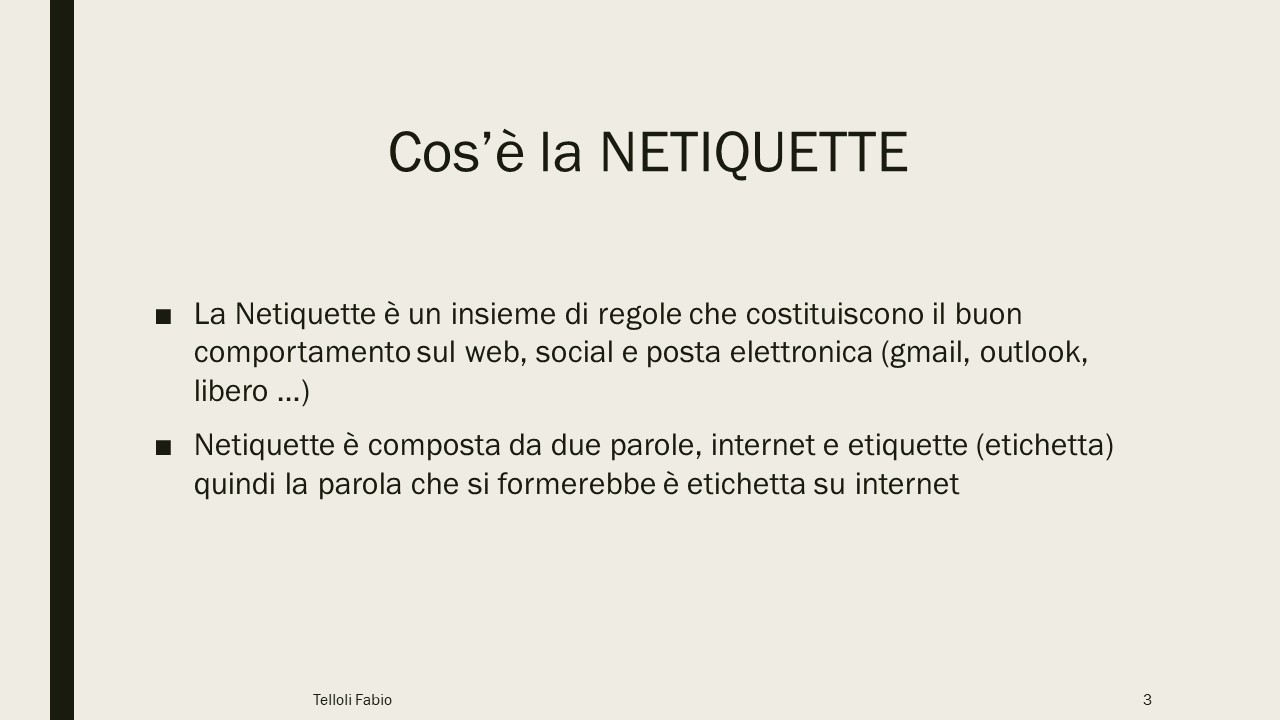 Cos’è la NETIQUETTE
■ La Netiquette è un insieme di regole che costituiscono il buon
comportamento sul web, social e posta elettronica (gmail, outlook,
libero …)
■ Netiquette è composta da due parole, internet e etiquette (etichetta)
quindi la parola che si formerebbe è etichetta su internet
Telloli Fabio
3